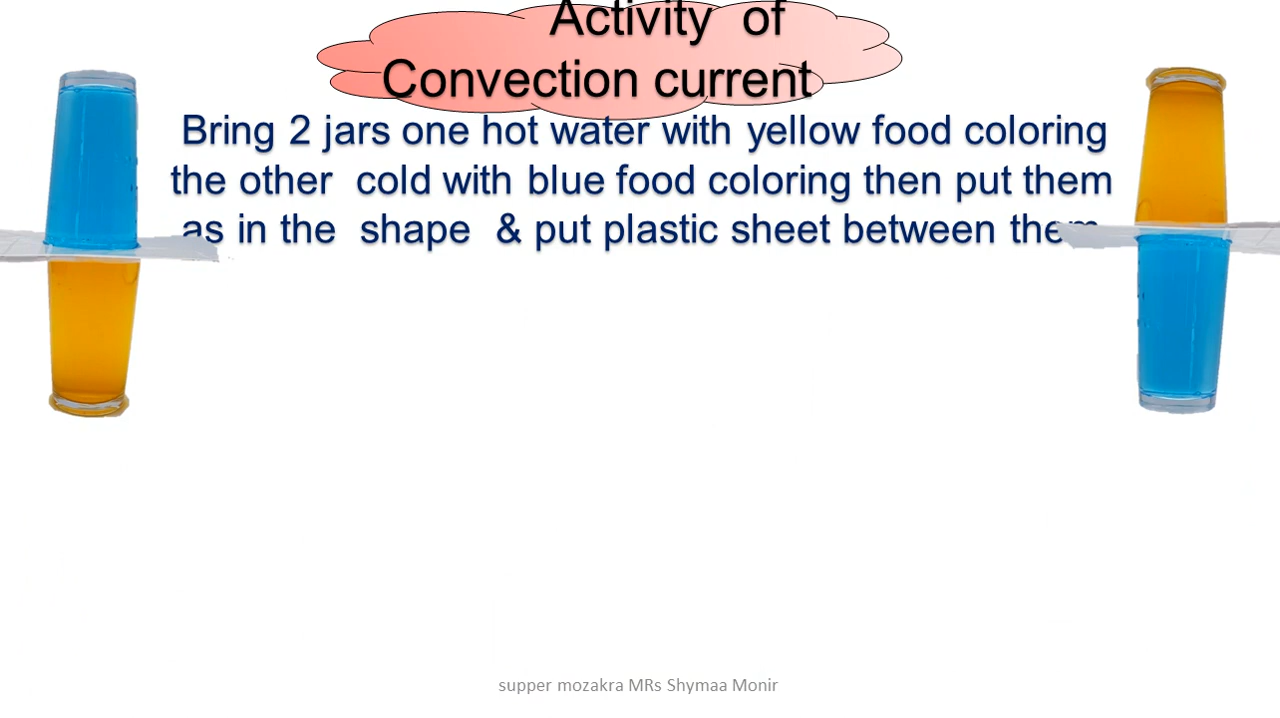 Activity of
Convection current
Bring 2 jars one hot water with yellow food coloring
the other cold with blue food coloring then put them
as in the shape & put plastic sheet between them
supper mozakra MRs Shymaa Monir